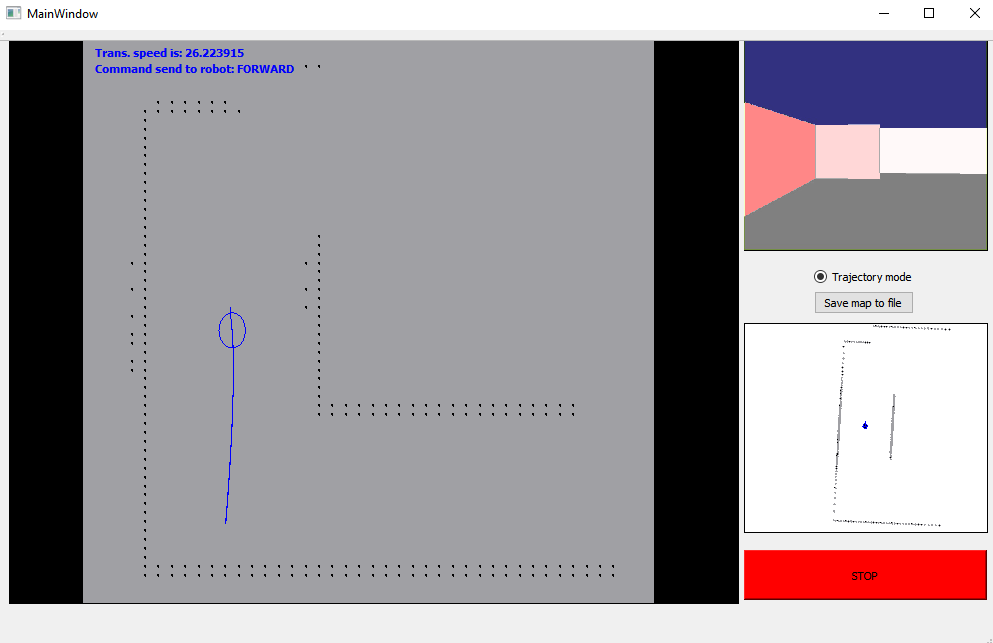 MainWindow
Trans. speed is: 26.223915
Command send to robot: FORWARD
Trajectory mode
Save map to file
STOP